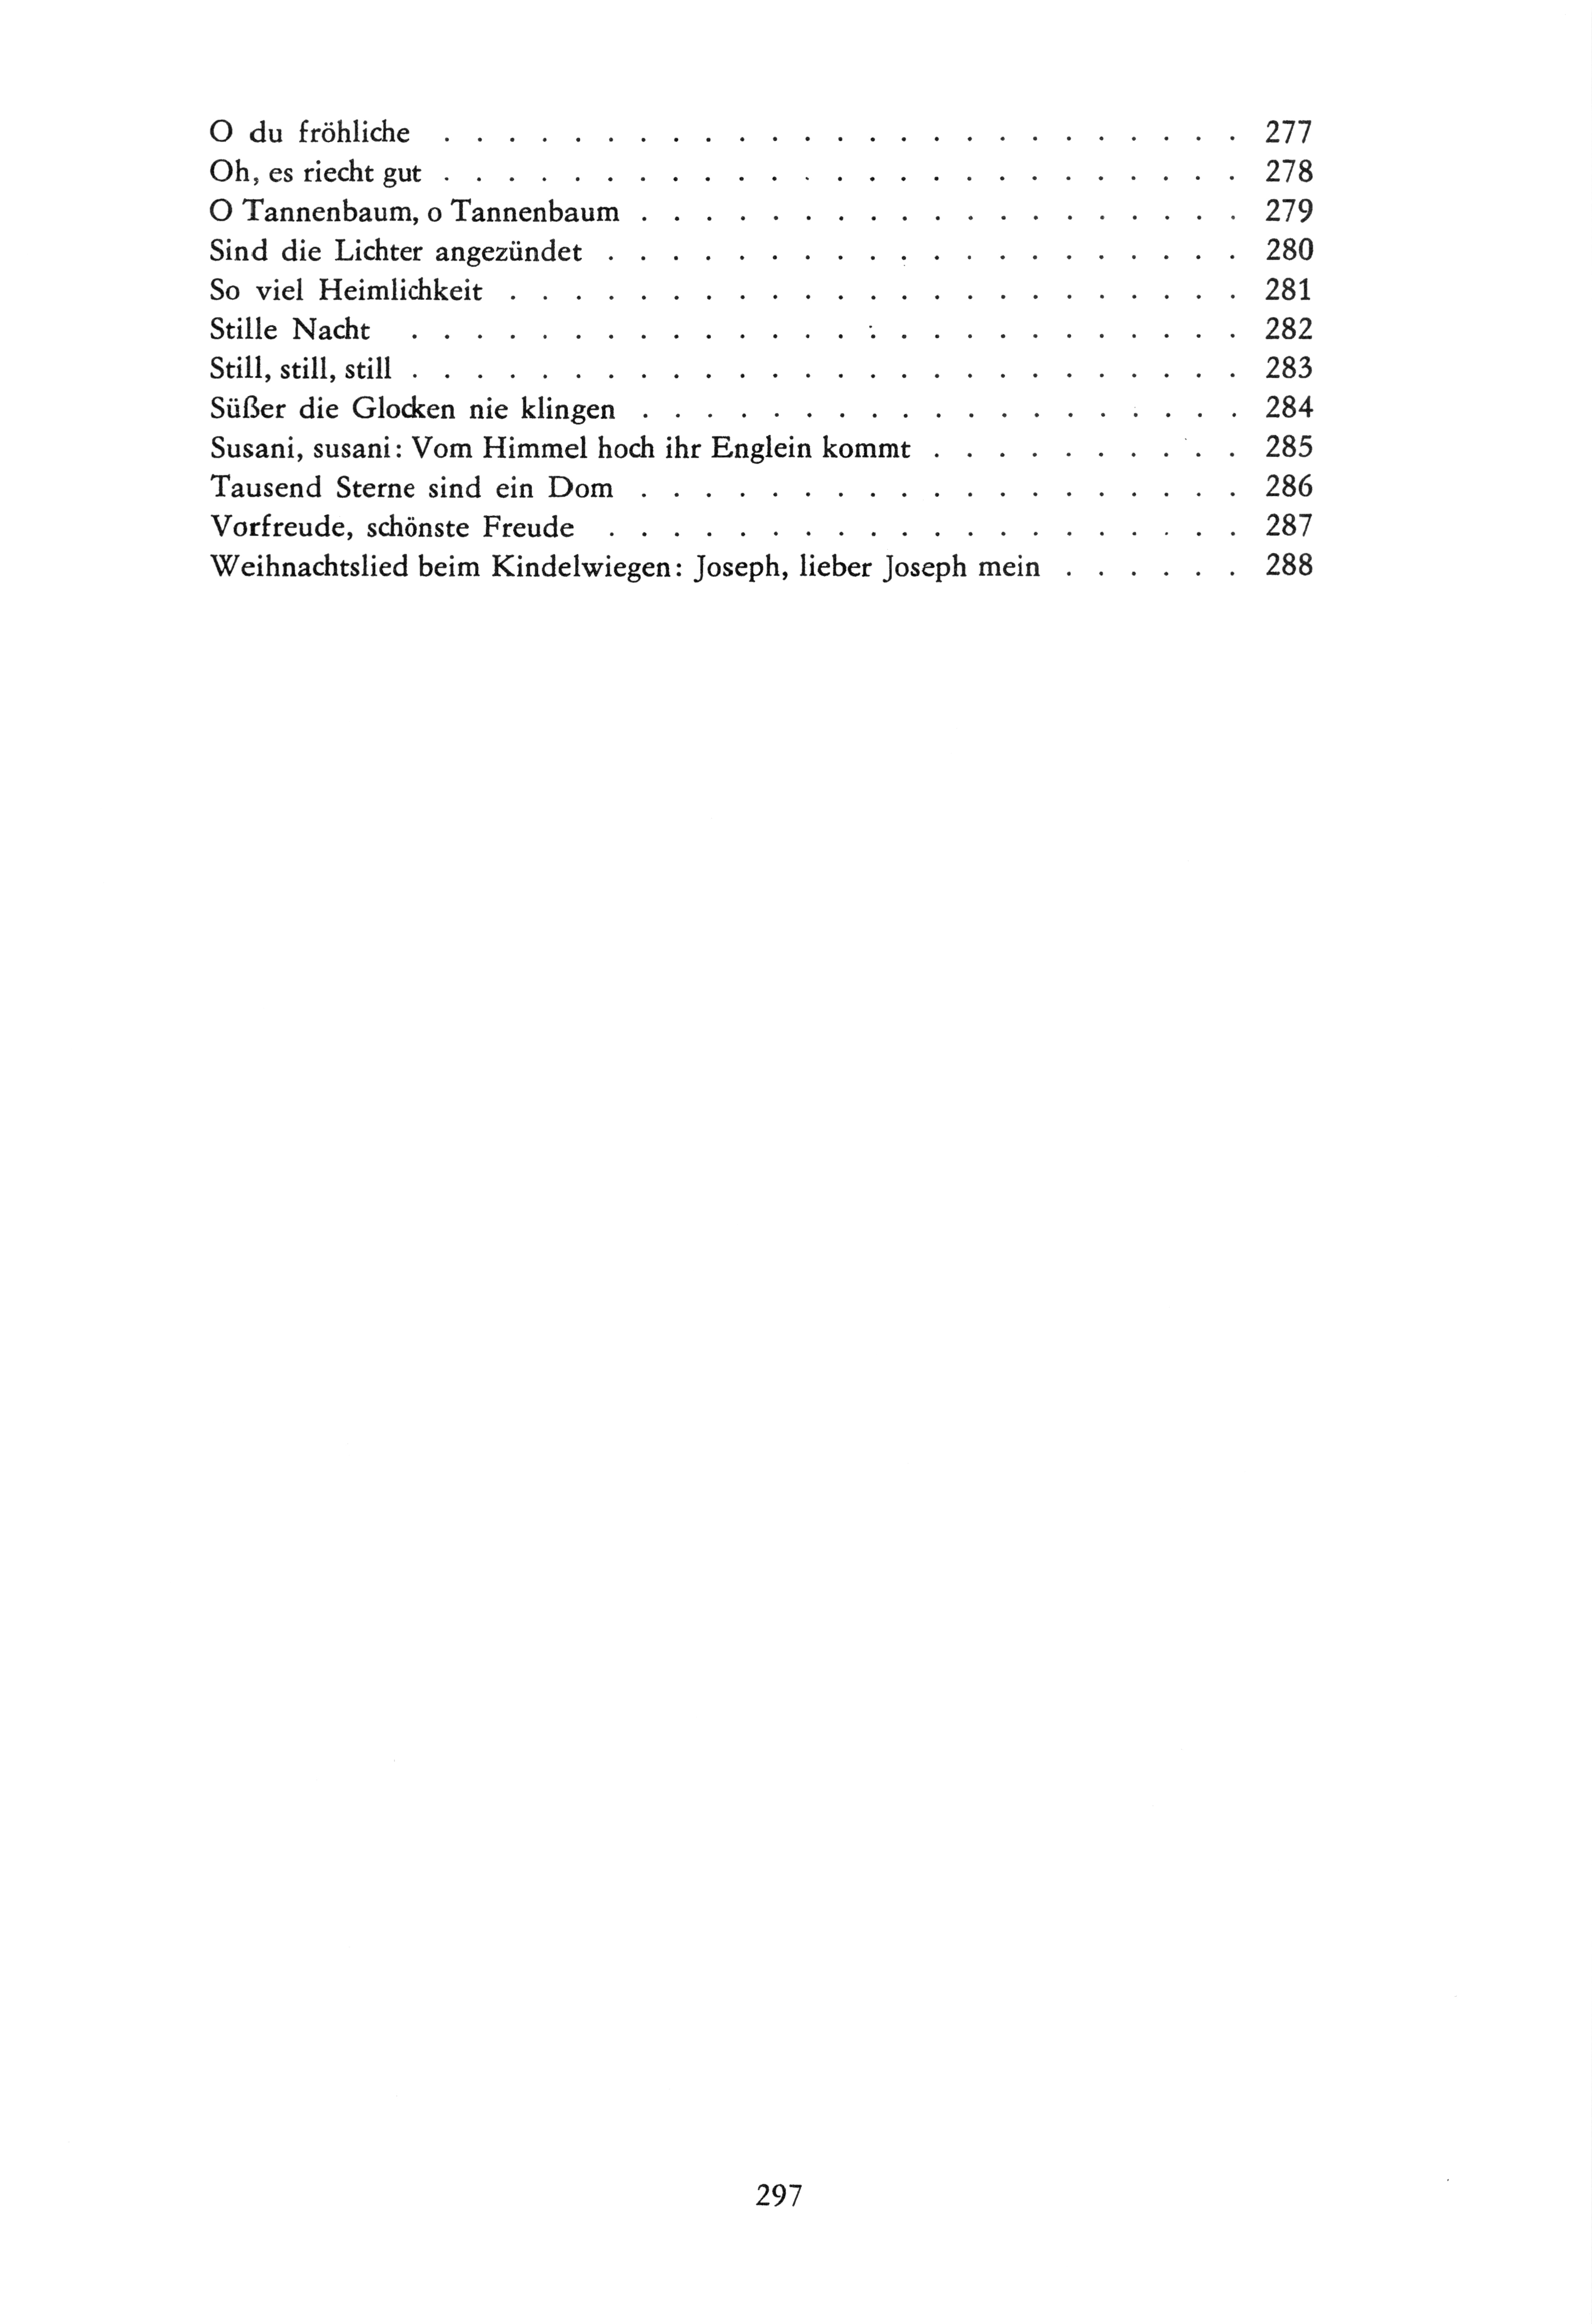 O du fröhliche . . . . . . . . . . . . . . . . . . . . . . . . . 277
Oh, es riecht gut . . . . . . . . . . . . . . . . . . . . . . . . . 278
O Tannenbaum, o Tannenbaum . . . . . . . . . . . . . . . . . . . 279
Sind die Lichter angezündet . . . . . . . . . . . . . . . . . . . . 280
So viel Heimlichkeit . . . . . . . . . . . . . . . . . . . . . . . 281
Stille Nacht . . . . . . . . . . . . . . . . . . . . . . . . . . 282
Still, still, still . . . . . . . . . . . . . . . . . . . . . . . . . . 283
Süßer die Glocken nie klingen . . . . . . . . . . . . . . . . . . . 284
Susani, susani: Vom Himmel hoch ihr Englein kommt . . . . . . . . . . 285
Tausend Sterne sind ein Dom . . . . . . . . . . . . . . . . . . . 286
Vorfreude, schönste Freude . . . . . . . . . . . . . . . . . . . . 287
Weihnachtslied beim Kindelwiegen: Joseph, lieber Joseph mein . . . . . . 288
297